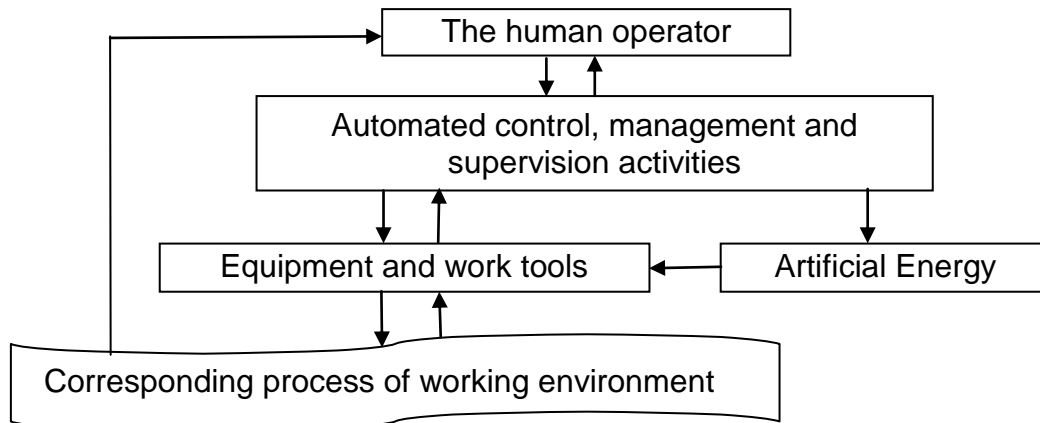 The human operator
Automated control, management and
supervision activities
Equipment and work tools
Artificial Energy
Corresponding process of working environment